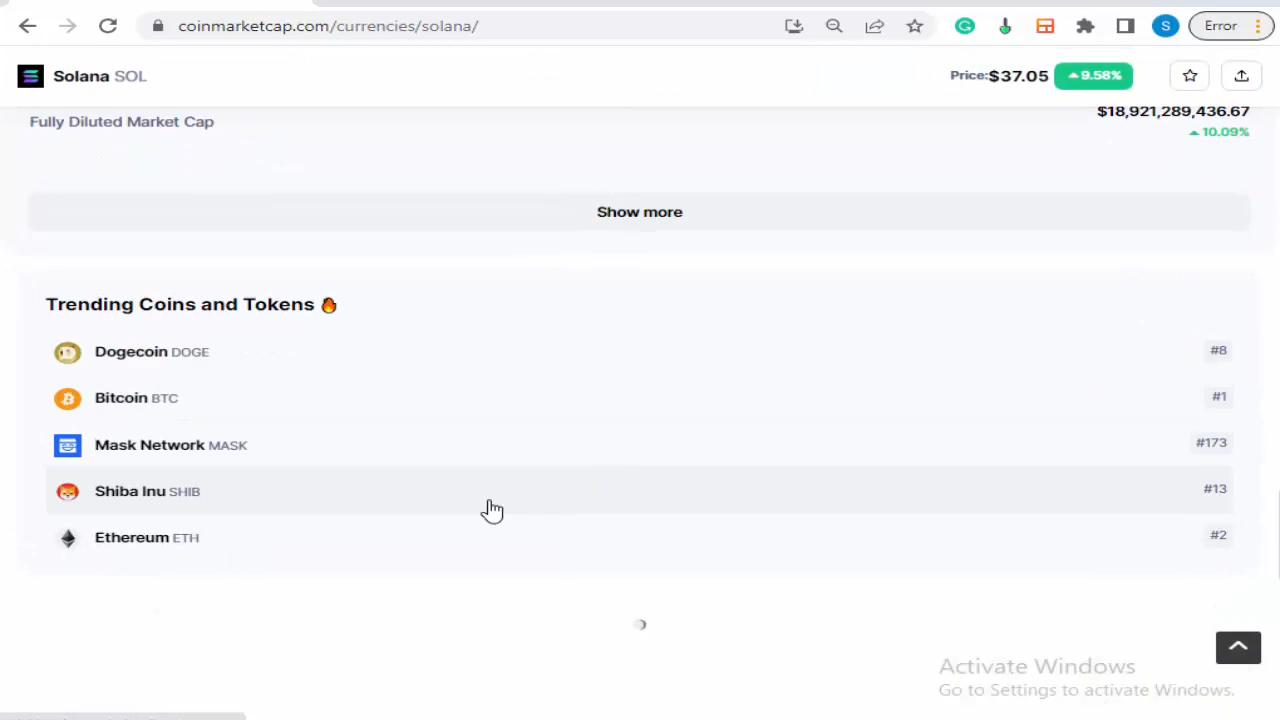 coinmarketcap.com/currencies/solana/
S
Error
Solana SOL
Price:$37.05 9.58%
Fully Diluted Market Cap
$18,921,289,436.67
10.09%
Show more
Trending Coins and Tokens
Dogecoin DOGE #8
Bitcoin BTC #1
Mask Network MASK #173
Shiba Inu SHIB #13
Ethereum ETH #2
Activate Windows
Go to Settings to activate Windows.